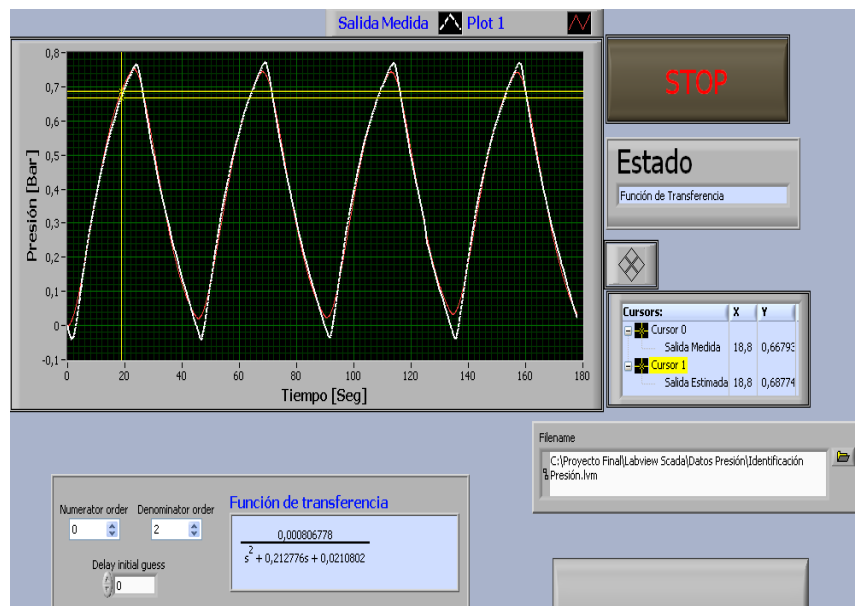 Salida Medida Plot 1
0,8
0,7
0,6
0,5
0,4
0,3
0,2
0,1
0
-0,1
Presión [Bar]
0 20 40 60 80 100 120 140 160 180
Tiempo [Seg]
STOP
Estado
Función de Transferencia
Cursors: X Y
Cursor 0
Salida Medida 18,8 0,66793
Cursor 1
Salida Estimada 18,8 0,68774
Filename
C:\Proyecto Final\Labview Scada\Datos Presión\Identificación
Presión.lvm
Numerator order Denominator order
0 2
Delay initial guess
0
Función de transferencia
0,000806778
s² + 0,212776s + 0,0210802